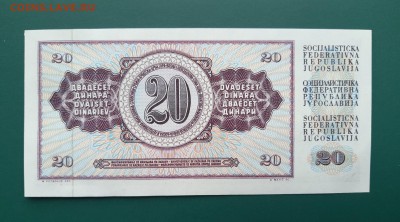 20
20
SOCIJALISTIČKA
FEDERATIVNA
REPUBLIKA
JUGOSLAVIJA
СОЦИЈАЛИСТИЧКА
ФЕДЕРАТИВНА
РЕПУБЛИКА
ЈУГОСЛАВИЈА
SOCIALISTIČNA
FEDERATIVNA
REPUBLIKA
JUGOSLAVIJA
ДВАДЕСЕТ
ДИНАРА
DVAJSET
DINARJEV
20
DVADESET
DINARA
ДВАЕСЕТ
ДИНАРИ
20
20